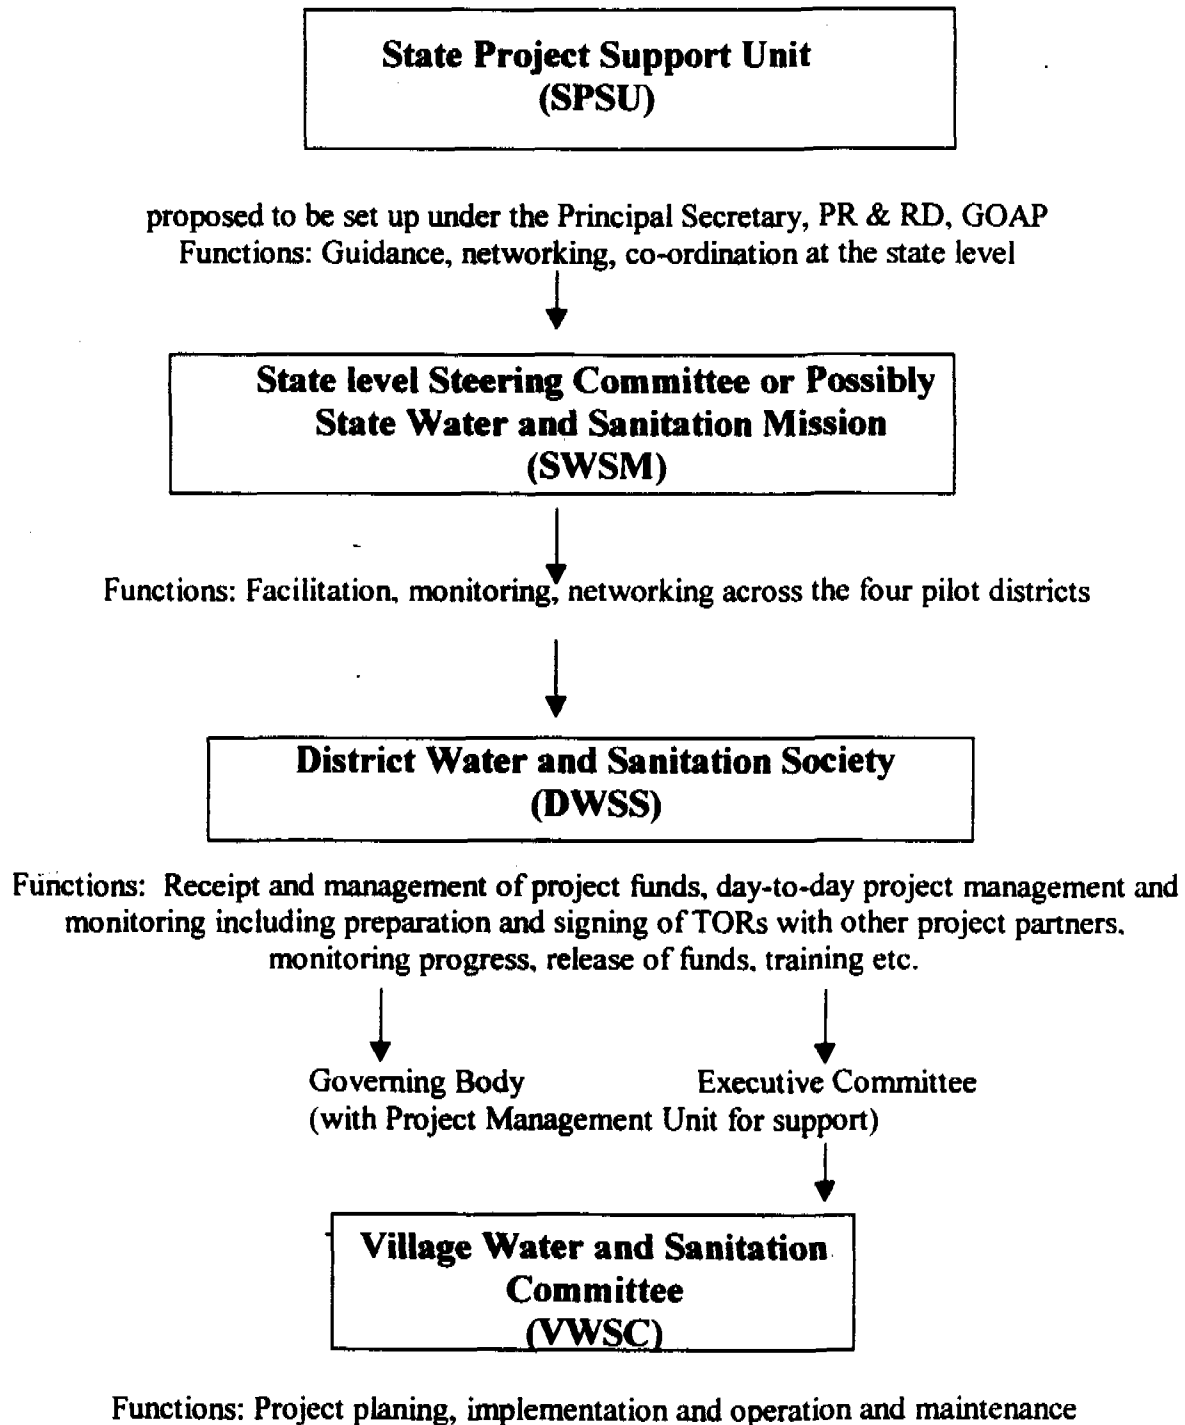 State Project Support Unit
(SPSU)
proposed to be set up under the Principal Secretary, PR & RD, GOAP
Functions: Guidance, networking, co-ordination at the state level
State level Steering Committee or Possibly
State Water and Sanitation Mission
(SWSM)
Functions: Facilitation, monitoring, networking across the four pilot districts
District Water and Sanitation Society
(DWSS)
Functions: Receipt and management of project funds, day-to-day project management and
monitoring including preparation and signing of TORs with other project partners,
monitoring progress, release of funds, training etc.
Governing Body Executive Committee
(with Project Management Unit for support)
Village Water and Sanitation
Committee
(VWSC)
Functions: Project planing, implementation and operation and maintenance